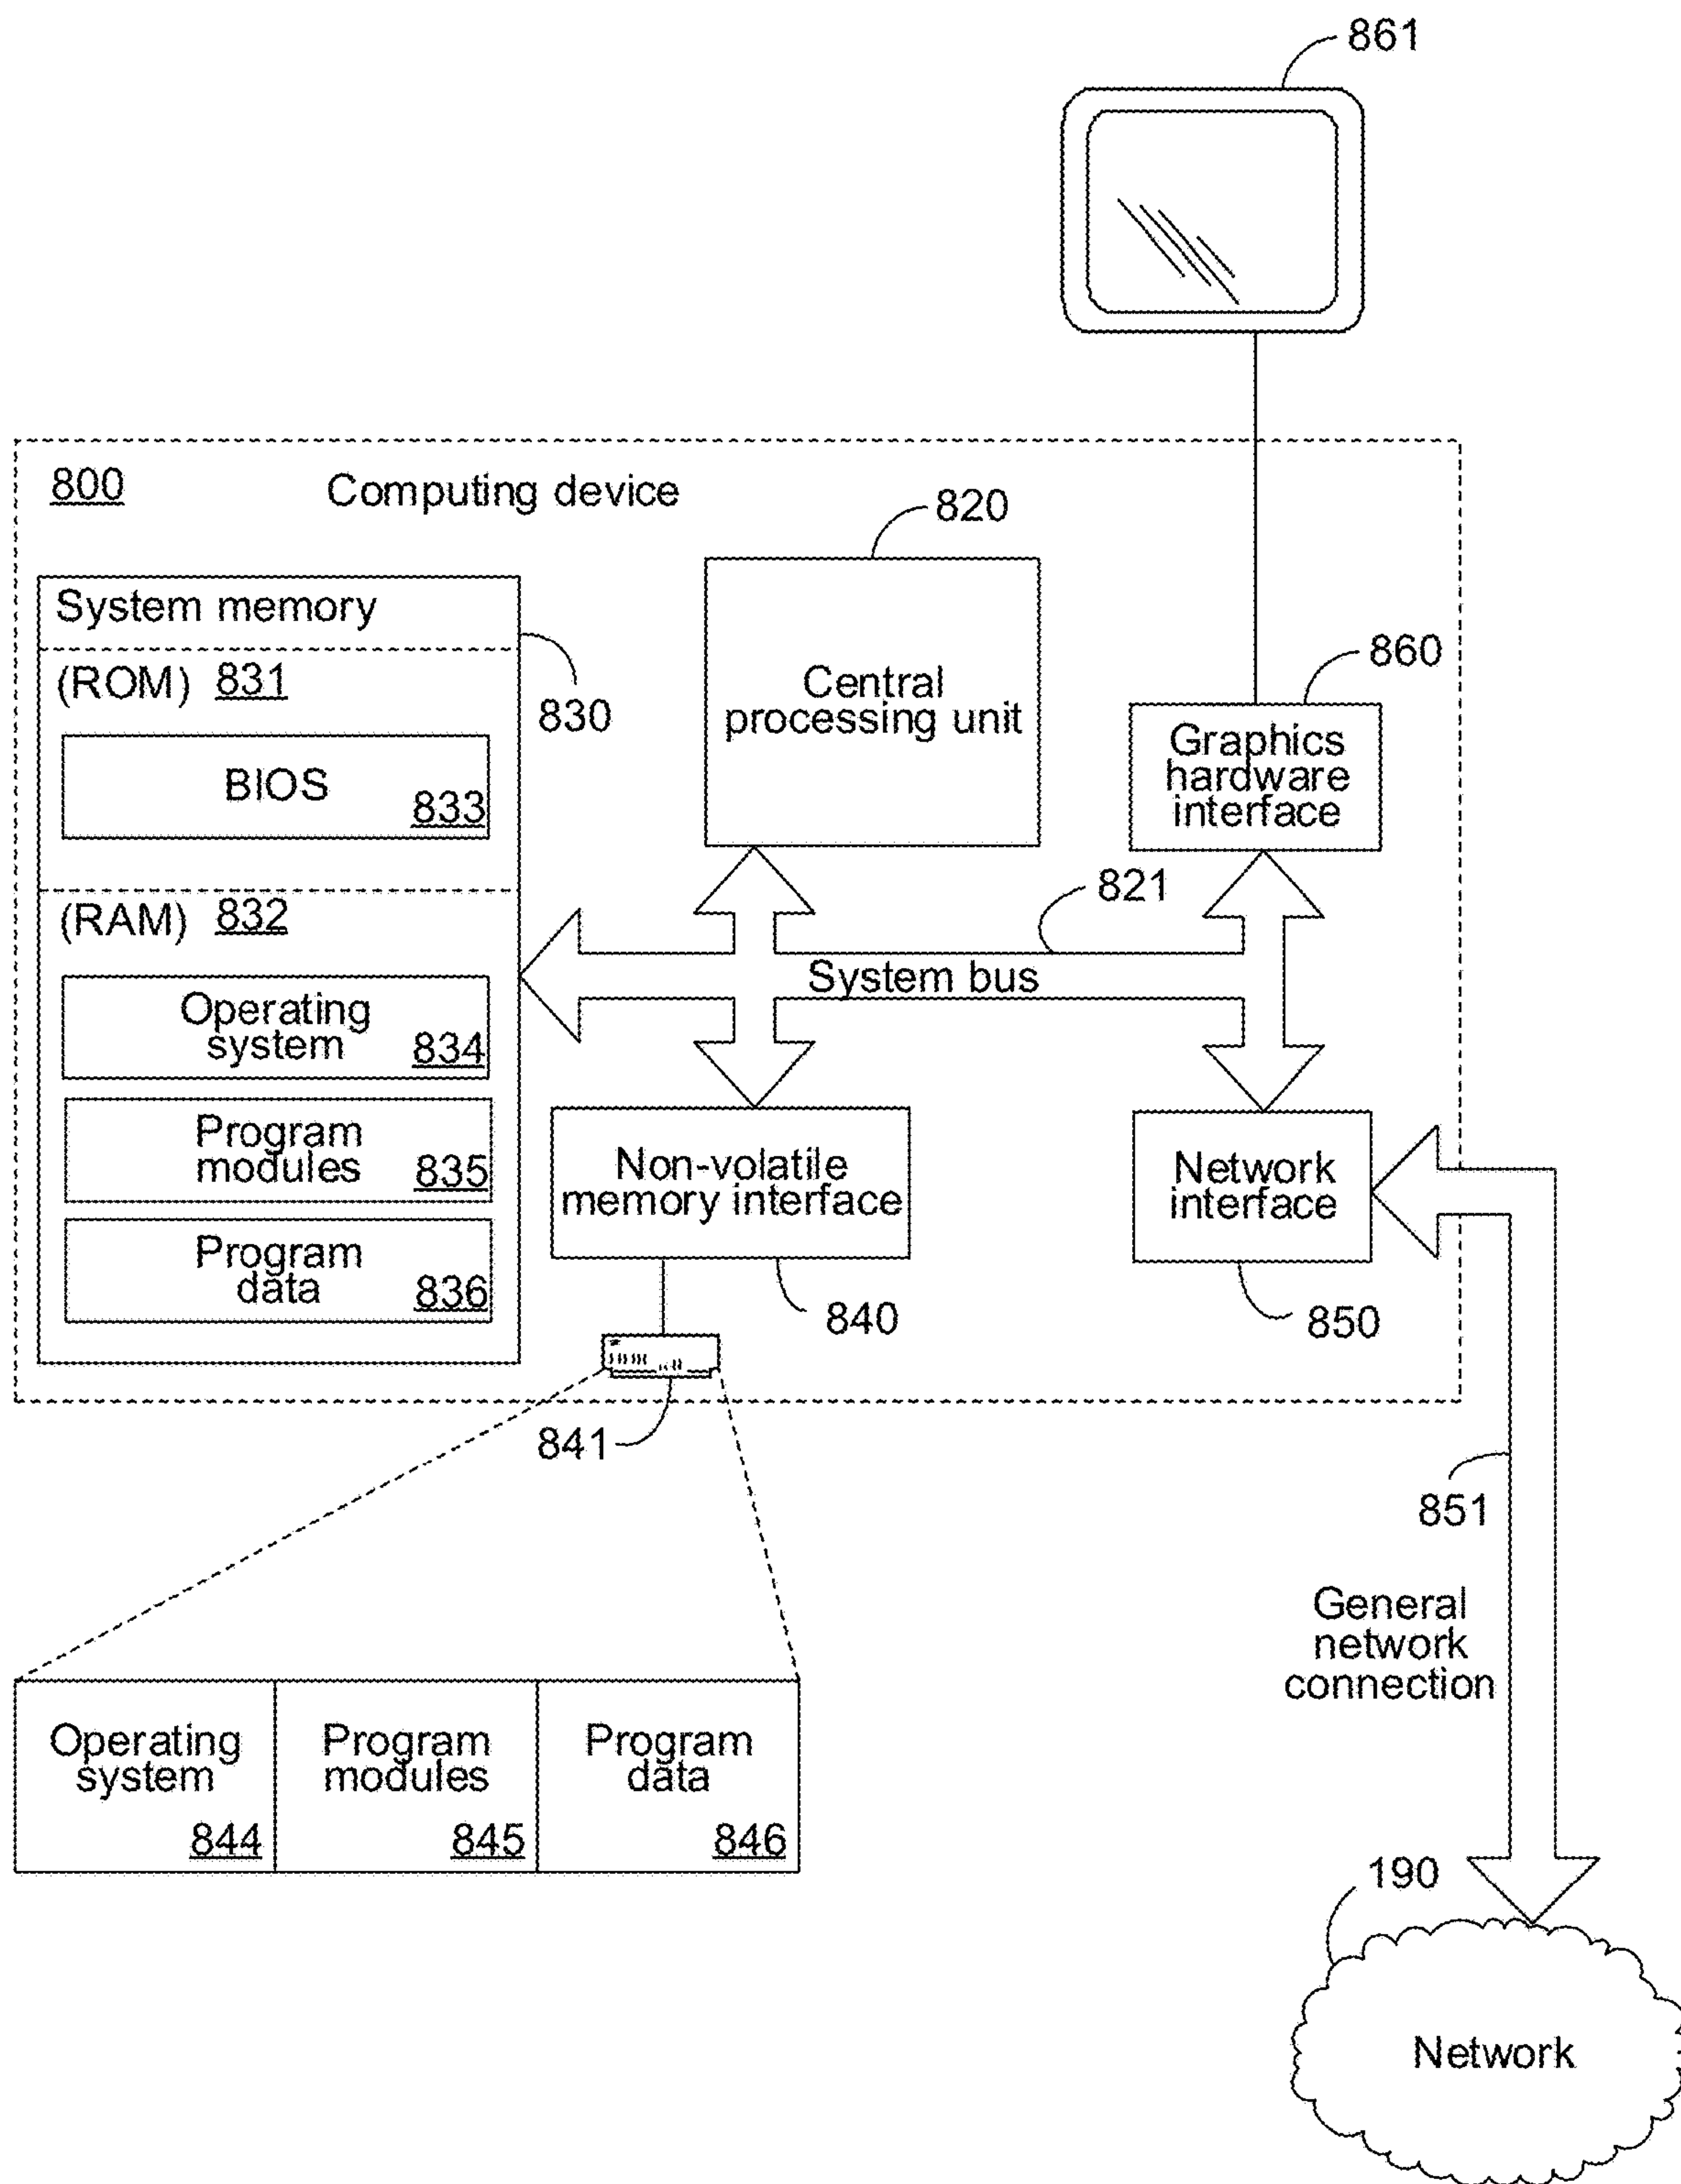 861
800
Computing device
820
System memory
(ROM) 831
830
BIOS
833
Central
processing unit
860
Graphics
hardware
interface
821
(RAM) 832
System bus
Operating
system
834
Program
modules
835
Program
data
836
Non-volatile
memory interface
840
Network
interface
850
841
851
General
network
connection
Operating
system
844
Program
modules
845
Program
data
846
190
Network